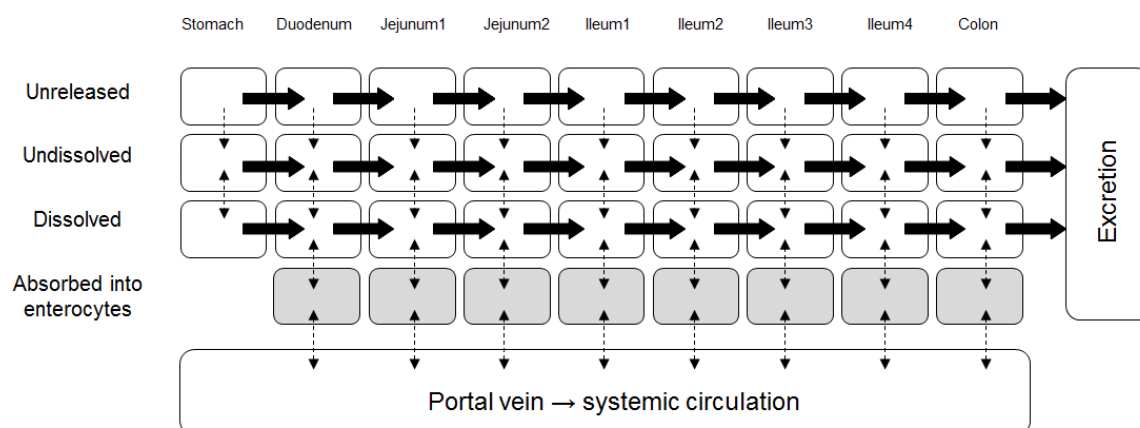 Stomach Duodenum Jejunum1 Jejunum2 Ileum1 Ileum2 Ileum3 Ileum4 Colon
Unreleased
Undissolved
Dissolved
Absorbed into
enterocytes
Excretion
Portal vein → systemic circulation